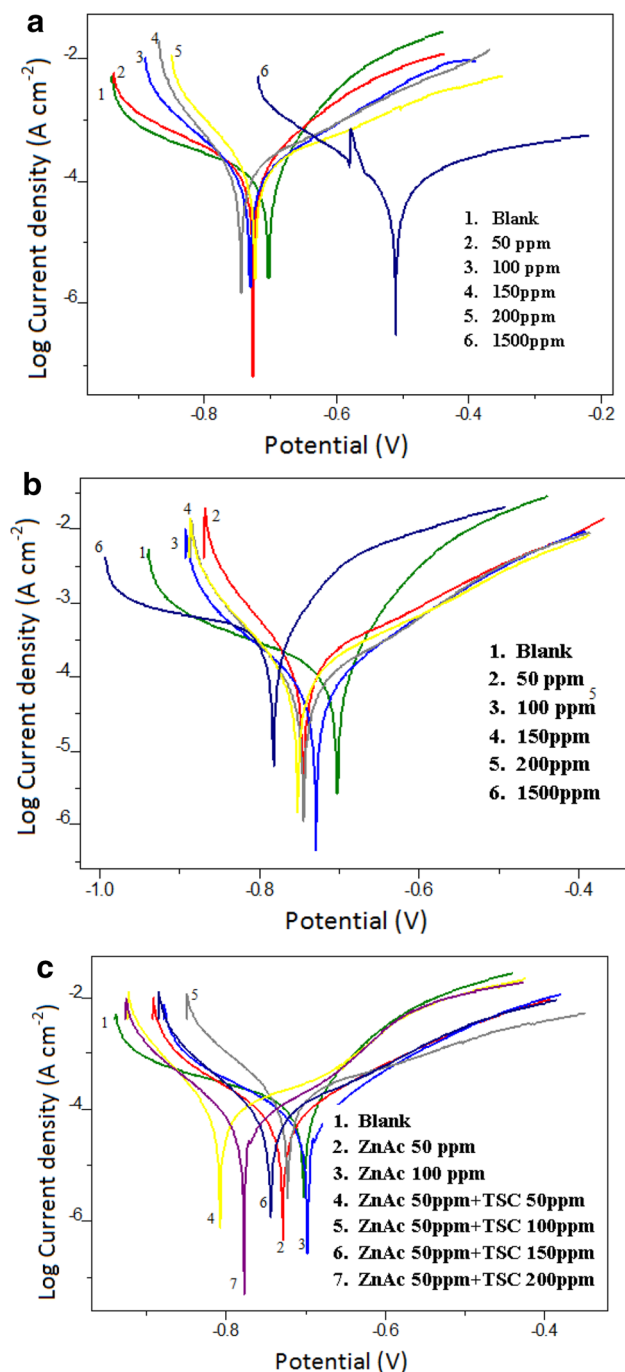 a
Log Current density (A cm-2)
-2
-4
-6
1
2
3
4
5
6
1. Blank
2. 50 ppm
3. 100 ppm
4. 150ppm
5. 200ppm
6. 1500ppm
-0.8
-0.6
-0.4
-0.2
Potential (V)
b
Log Current density (A cm-2)
-2
-3
-4
-5
-6
6
1
3
4
2
1. Blank
2. 50 ppm
3. 100 ppm
5
4. 150ppm
5. 200ppm
6. 1500ppm
-1.0
-0.8
-0.6
-0.4
Potential (V)
c
Log Current density (A cm-2)
-2
-4
-6
1
5
4
7
6
2
3
1. Blank
2. ZnAc 50 ppm
3. ZnAc 100 ppm
4. ZnAc 50ppm+TSC 50ppm
5. ZnAc 50ppm+TSC 100ppm
6. ZnAc 50ppm+TSC 150ppm
7. ZnAc 50ppm+TSC 200ppm
-0.8
-0.6
-0.4
Potential (V)